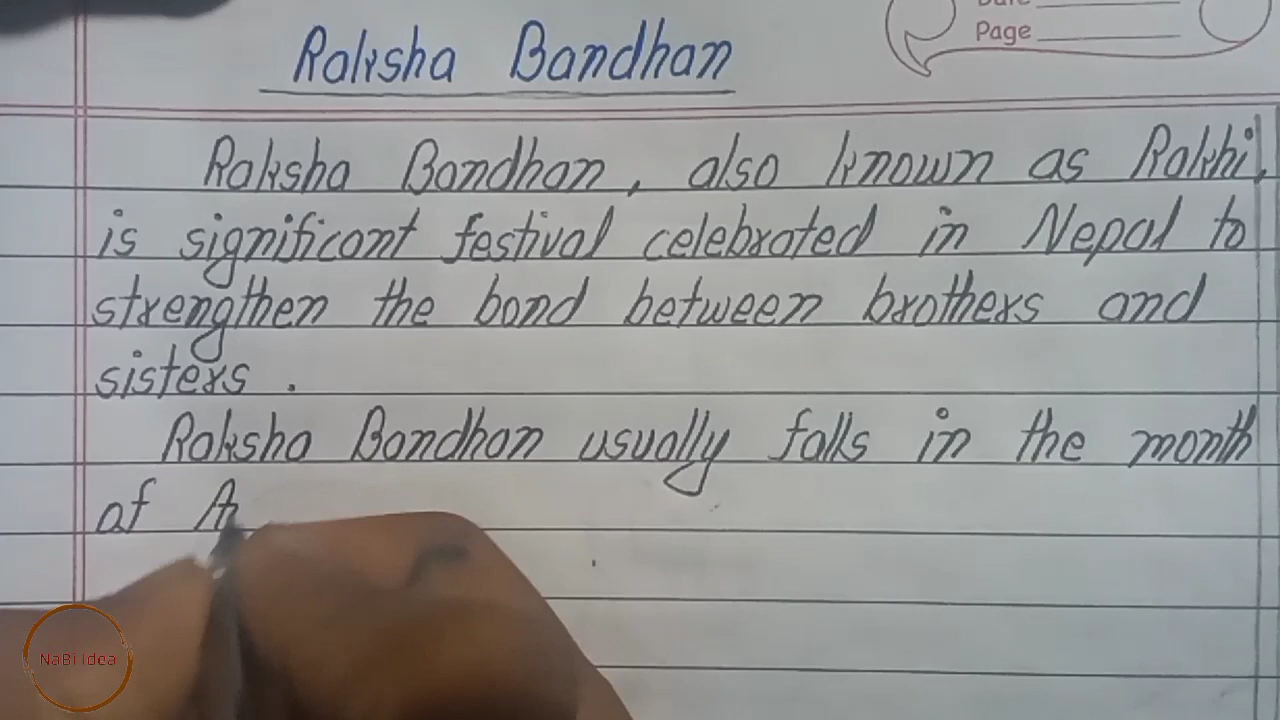 Date
Page
Raksha Bandhan
Raksha Bandhan, also known as Rakhi,
is significant festival celebrated in Nepal to
strengthen the bond between brothers and
sisters.
Raksha Bandhan usually falls in the month
of
NaBi Idea